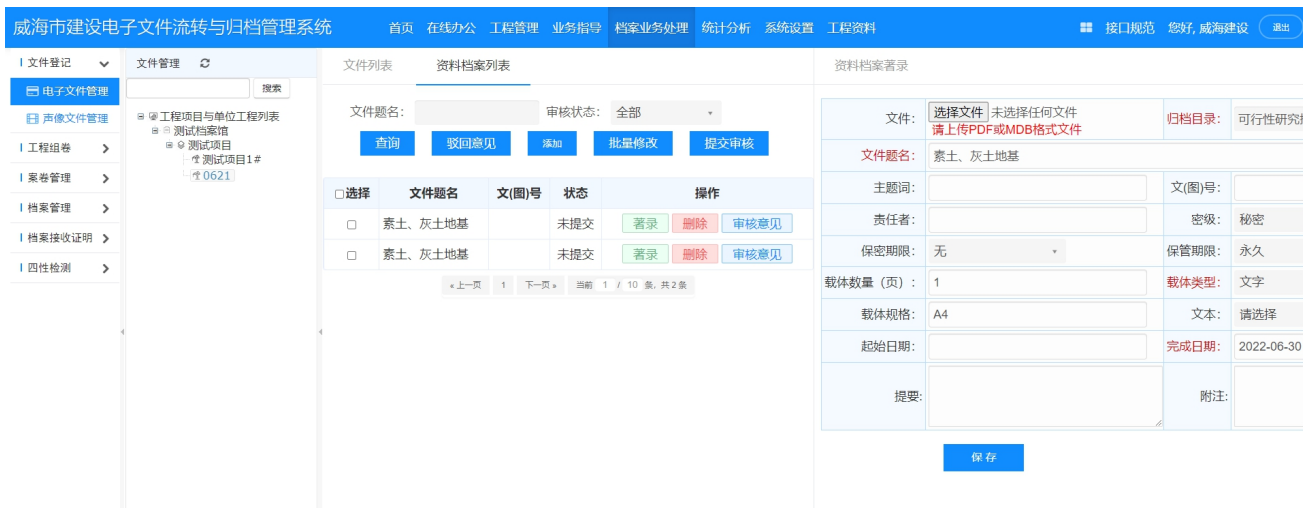 威海市建设电子文件流转与归档管理系统 首页 在线办公 工程管理 业务指导 档案业务处理 统计分析 系统设置 工程资料 接口规范 您好, 威海建设 退出
文件登记
电子文件管理
声像文件管理
工程组卷
案卷管理
档案管理
档案接收证明
四性检测
文件管理
搜索
工程项目与单位工程列表
测试档案馆
测试项目
测试项目1#
0621
文件列表 资料档案列表
文件题名: 审核状态: 全部
查询 驳回意见 添加 批量修改 提交审核
选择 文件题名 文(图)号 状态 操作
素土、灰土地基 未提交 著录 删除 审核意见
素土、灰土地基 未提交 著录 删除 审核意见
« 上一页 1 下一页 » 当前 1 / 10 条, 共 2 条
资料档案著录
文件: 选择文件 未选择任何文件
请上传PDF或MDB格式文件
归档目录: 可行性研究
文件题名: 素土、灰土地基
主题词: 文(图)号:
责任者: 密级: 秘密
保密期限: 无 保管期限: 永久
载体数量（页）: 1 载体类型: 文字
载体规格: A4 文本: 请选择
起始日期: 完成日期: 2022-06-30
提要: 附注:
保存